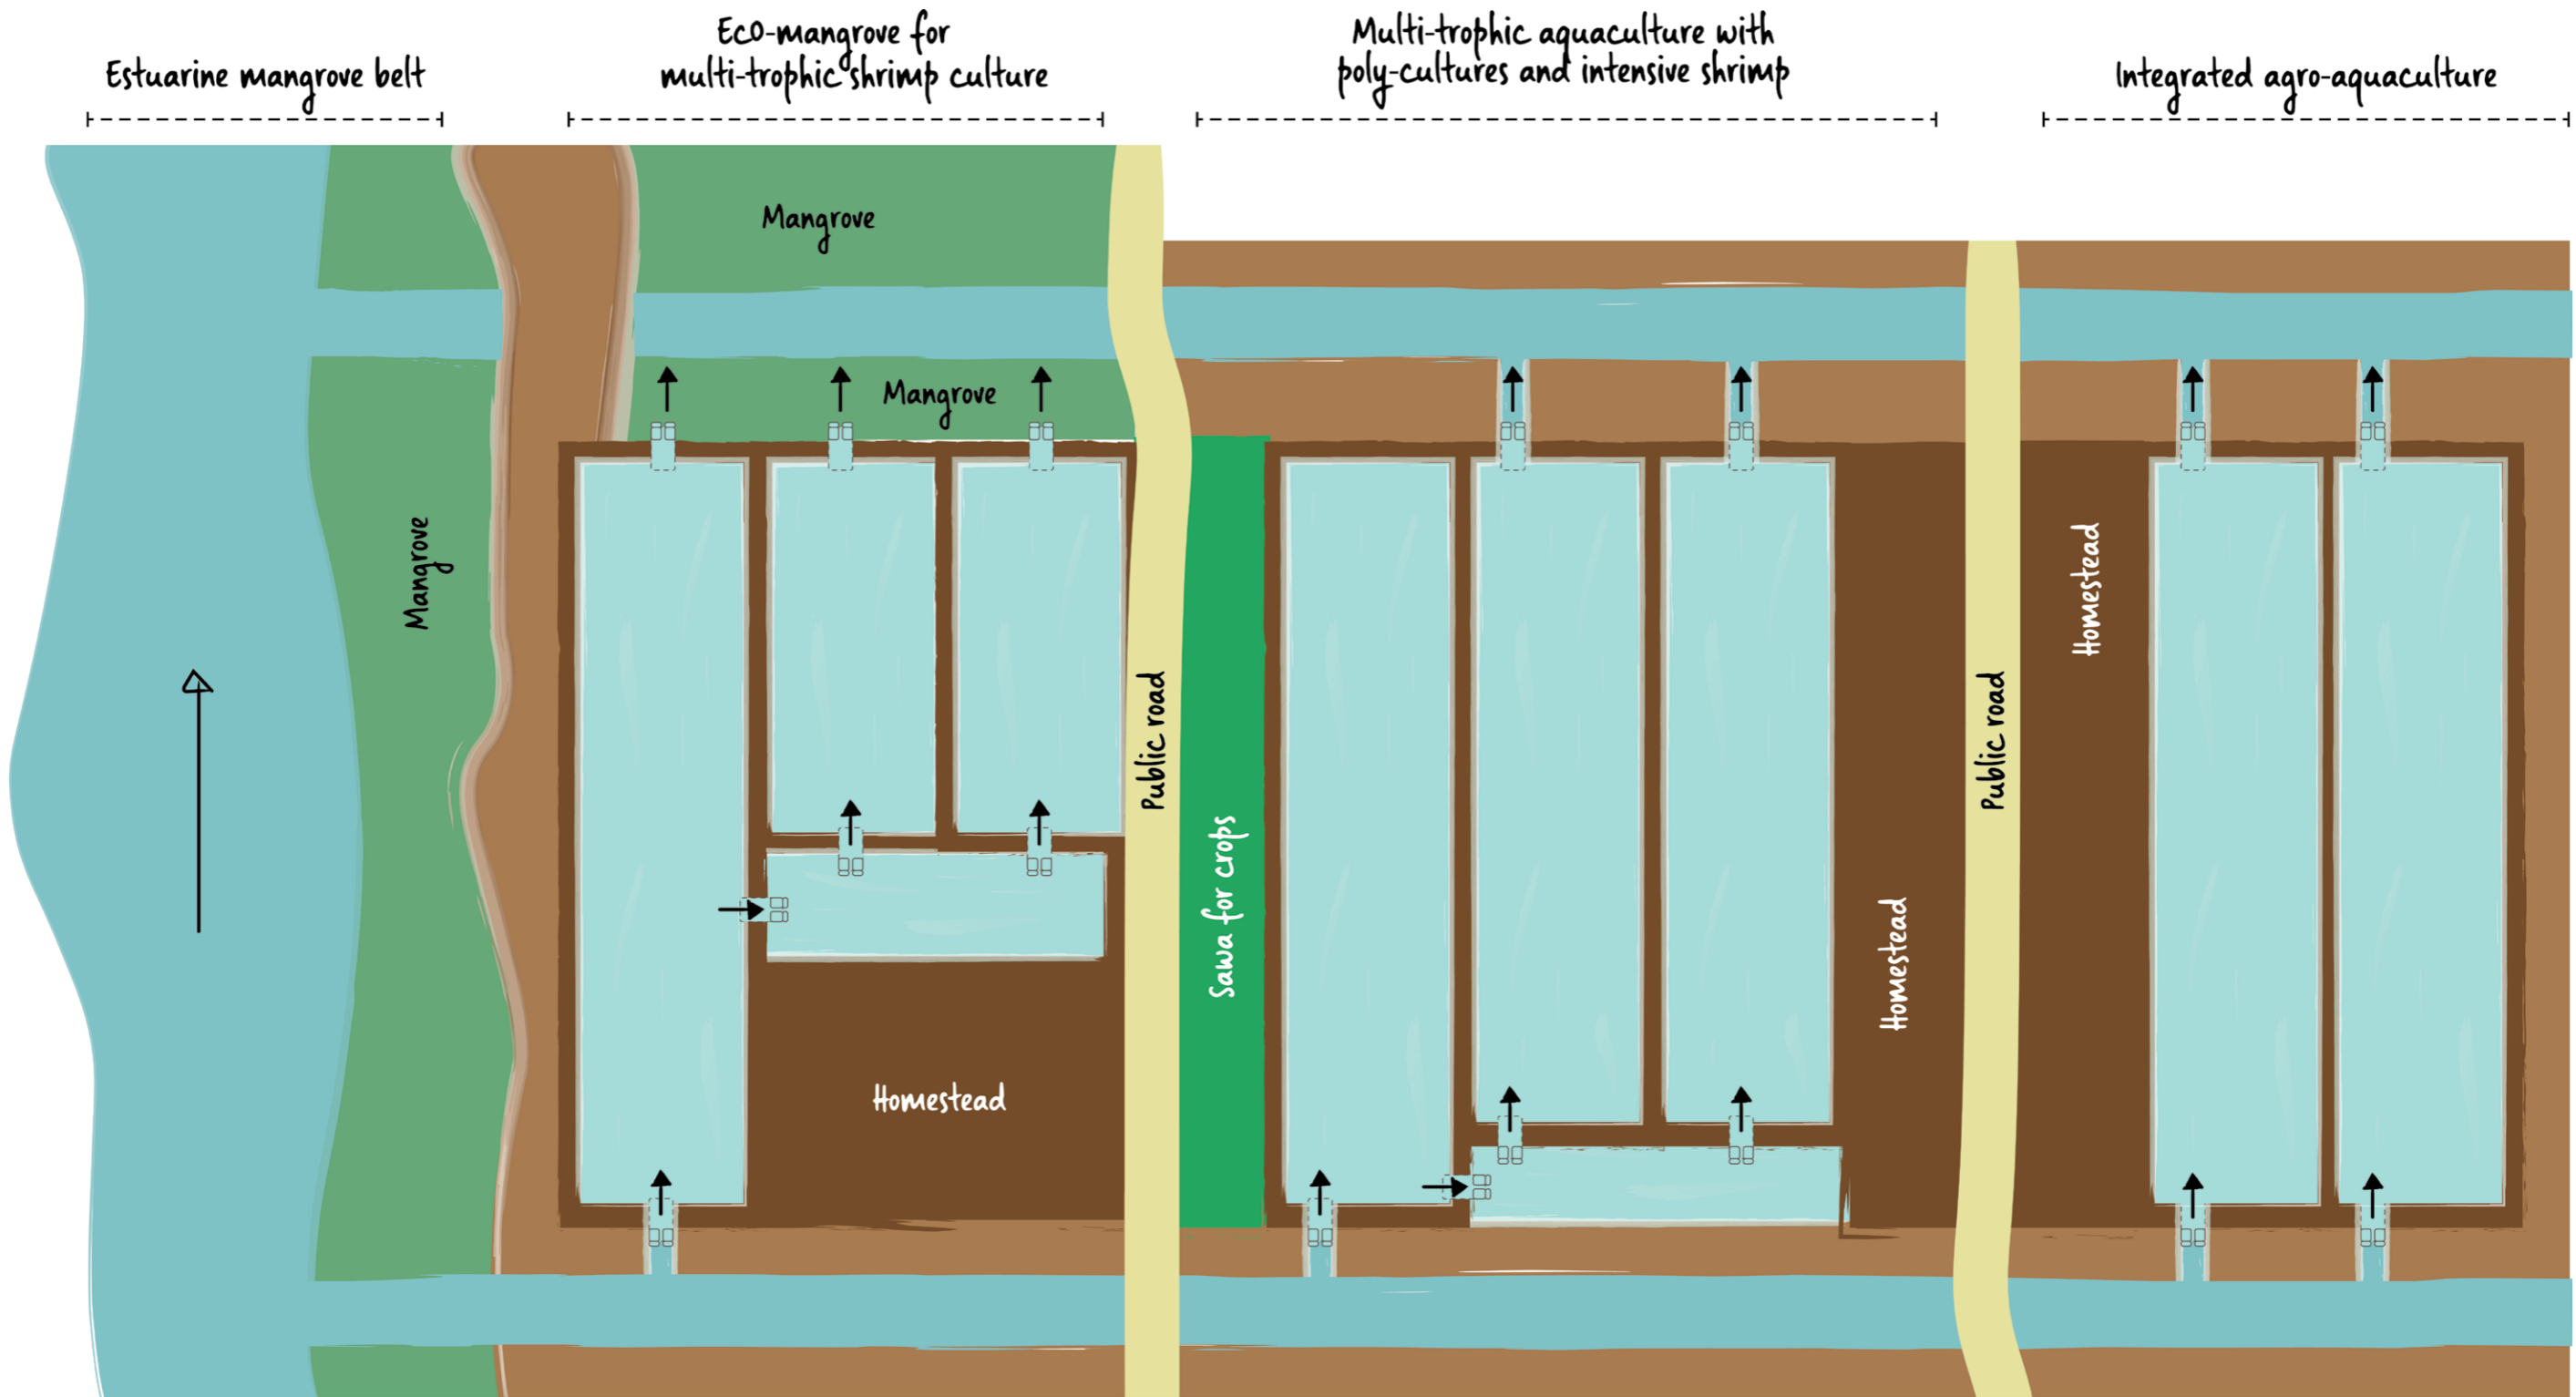 Estuarine mangrove belt
Eco-mangrove for
multi-trophic shrimp culture
Multi-trophic aquaculture with
poly-cultures and intensive shrimp
Integrated agro-aquaculture
Mangrove
Mangrove
Mangrove
Homestead
Public road
Sawa for crops
Homestead
Public road
Homestead